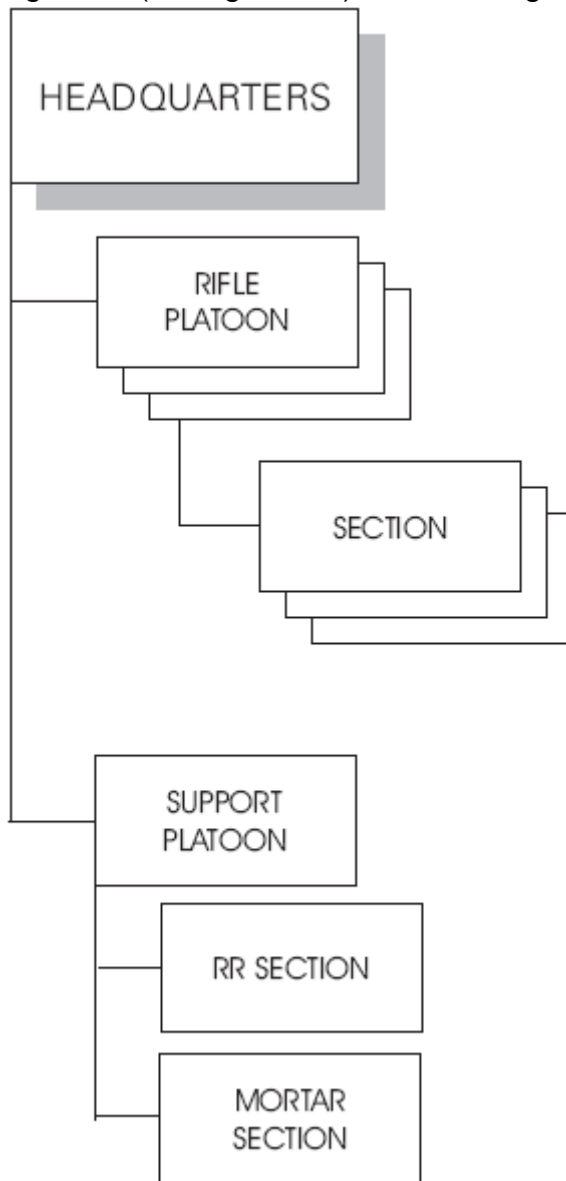 HEADQUARTERS
RIFLE
PLATOON
SECTION
SUPPORT
PLATOON
RR SECTION
MORTAR
SECTION